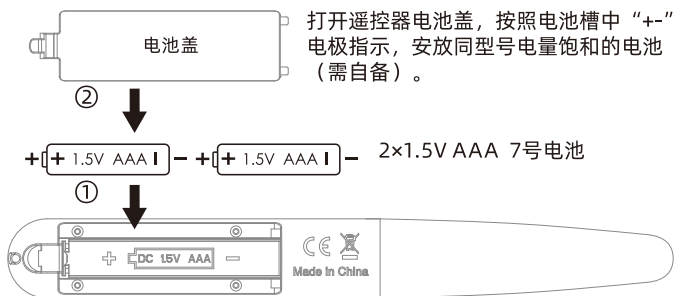 电池盖
打开遥控器电池盖，按照电池槽中“+-”
电极指示，安放同型号电量饱和的电池
（需自备）。
②
+ + 1.5V AAA - + + 1.5V AAA -
2×1.5V AAA 7号电池
①
+ DC 1.5V AAA -
CE
Made in China